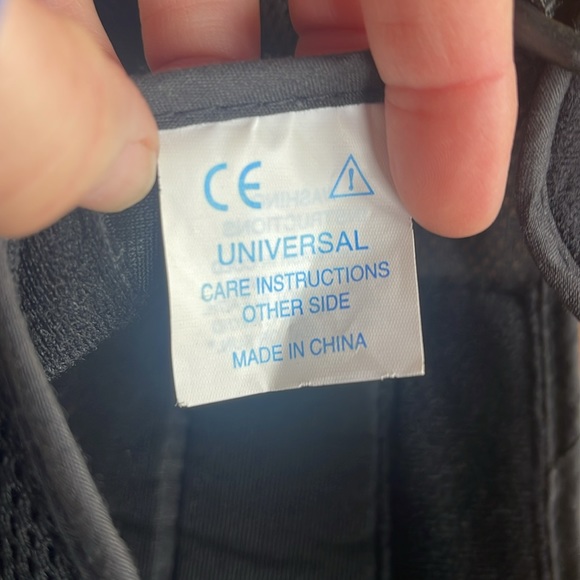 CE
UNIVERSAL
CARE INSTRUCTIONS
OTHER SIDE
MADE IN CHINA